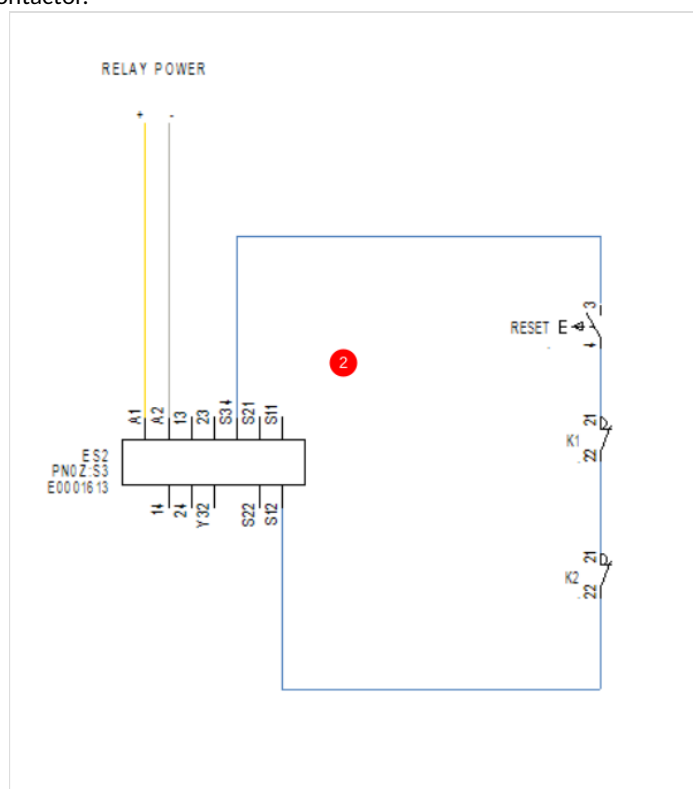 ontactor.
RELAY POWER
+ -
3
RESET E
4
2
A1 A2 13 23 S34 S21 S11
21
K1
22
ES2
PNOZ:S3
E0001613
14 24 Y32 S22 S12
21
K2
22